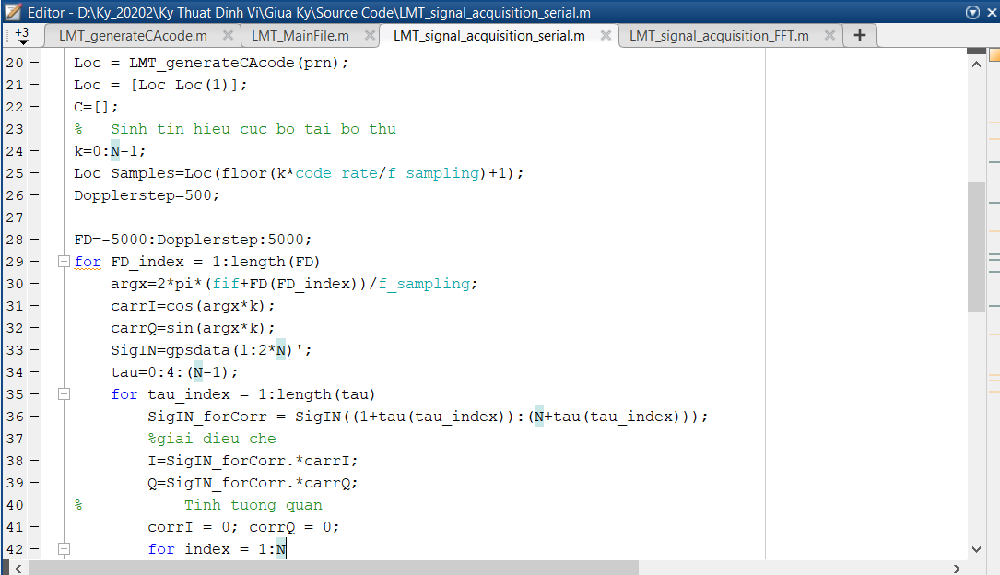 Editor - D:\Ky_20202\Ky Thuat Dinh Vi\Giua Ky\Source Code\LMT_signal_acquisition_serial.m
+3 LMT_generateCAcode.m LMT_MainFile.m LMT_signal_acquisition_serial.m LMT_signal_acquisition_FFT.m
20 Loc = LMT_generateCAcode(prn);
21 Loc = [Loc Loc(1)];
22 C=[];
23 %   Sinh tin hieu cuc bo tai bo thu
24 k=0:N-1;
25 Loc_Samples=Loc(floor(k*code_rate/f_sampling)+1);
26 Dopplerstep=500;
27
28 FD=-5000:Dopplerstep:5000;
29 for FD_index = 1:length(FD)
30     argx=2*pi*(fif+FD(FD_index))/f_sampling;
31     carrI=cos(argx*k);
32     carrQ=sin(argx*k);
33     SigIN=gpsdata(1:2*N)';
34     tau=0:4:(N-1);
35     for tau_index = 1:length(tau)
36         SigIN_forCorr = SigIN((1+tau(tau_index)):(N+tau(tau_index)));
37         %giai dieu che
38         I=SigIN_forCorr.*carrI;
39         Q=SigIN_forCorr.*carrQ;
40 %           Tinh tuong quan
41         corrI = 0; corrQ = 0;
42         for index = 1:N